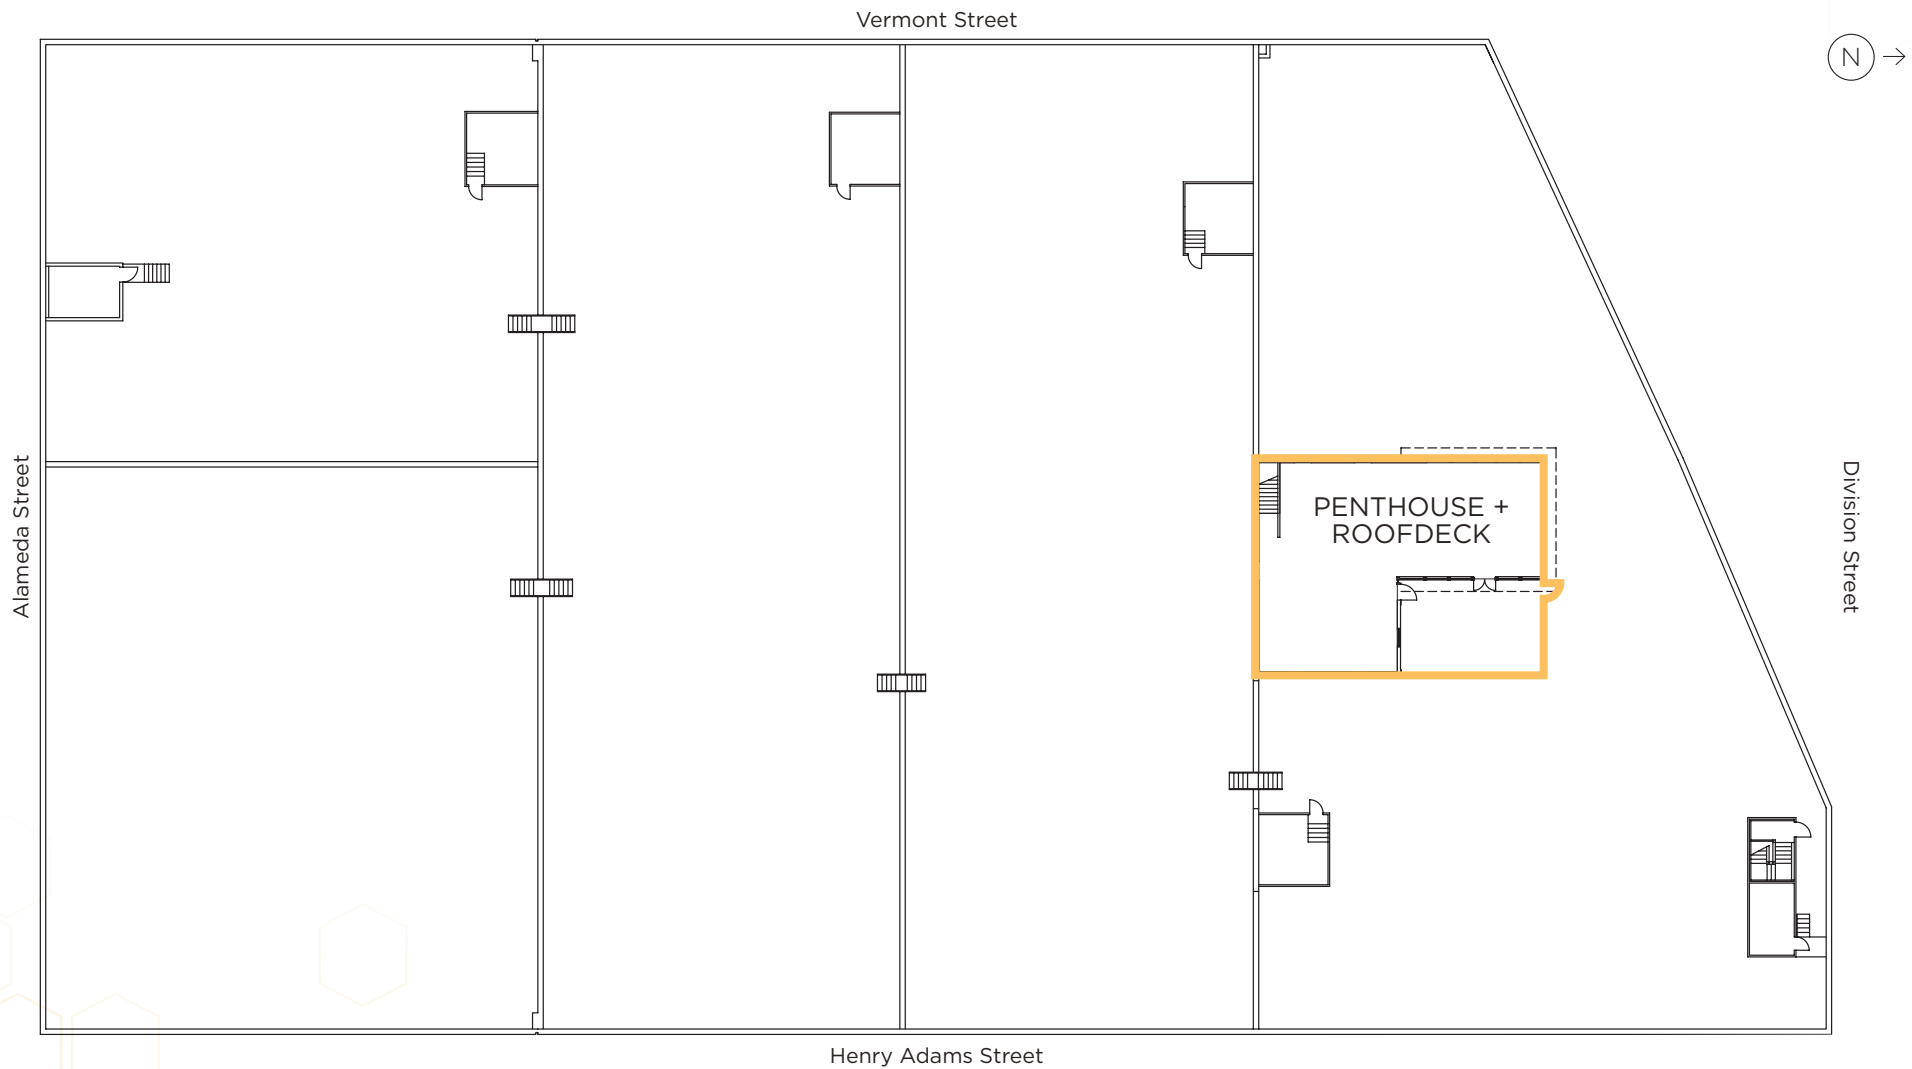 Vermont Street
N
Alameda Street
PENTHOUSE +
ROOFDECK
Division Street
Henry Adams Street